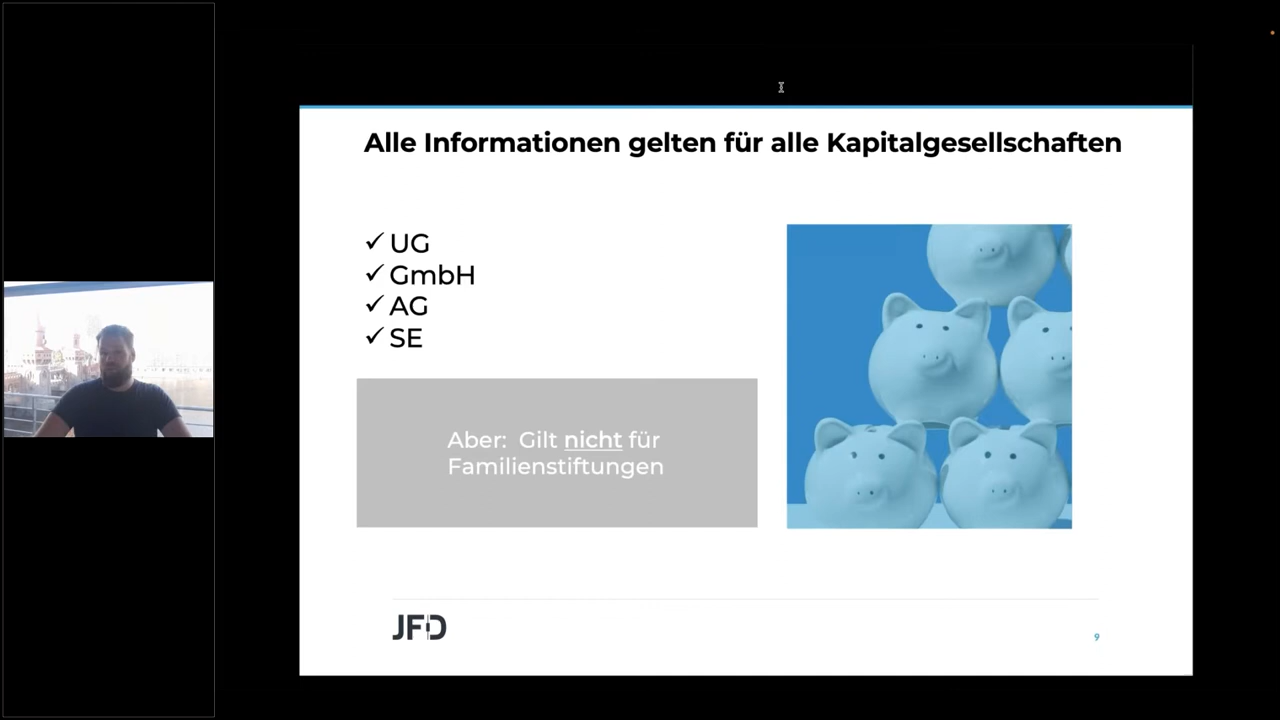 Alle Informationen gelten für alle Kapitalgesellschaften
✓ UG
✓ GmbH
✓ AG
✓ SE
Aber: Gilt nicht für
Familienstiftungen
JFD
9